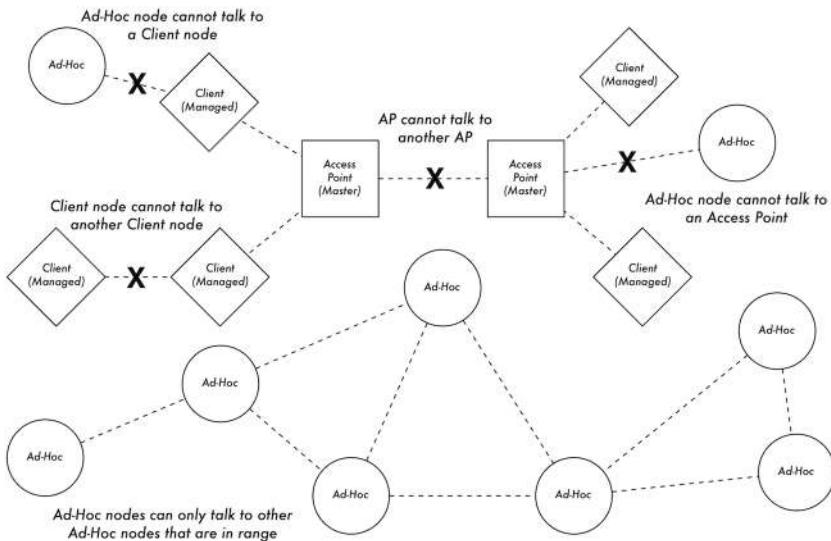 Ad-Hoc node cannot talk to
a Client node
Ad-Hoc
Client
(Managed)
Client
(Managed)
AP cannot talk to
another AP
Ad-Hoc
Access
Point
(Master)
Access
Point
(Master)
Ad-Hoc node cannot talk to
an Access Point
Client node cannot talk to
another Client node
Client
(Managed)
Client
(Managed)
Client
(Managed)
Ad-Hoc
Ad-Hoc
Ad-Hoc
Ad-Hoc
Ad-Hoc
Ad-Hoc
Ad-Hoc
Ad-Hoc nodes can only talk to other
Ad-Hoc nodes that are in range